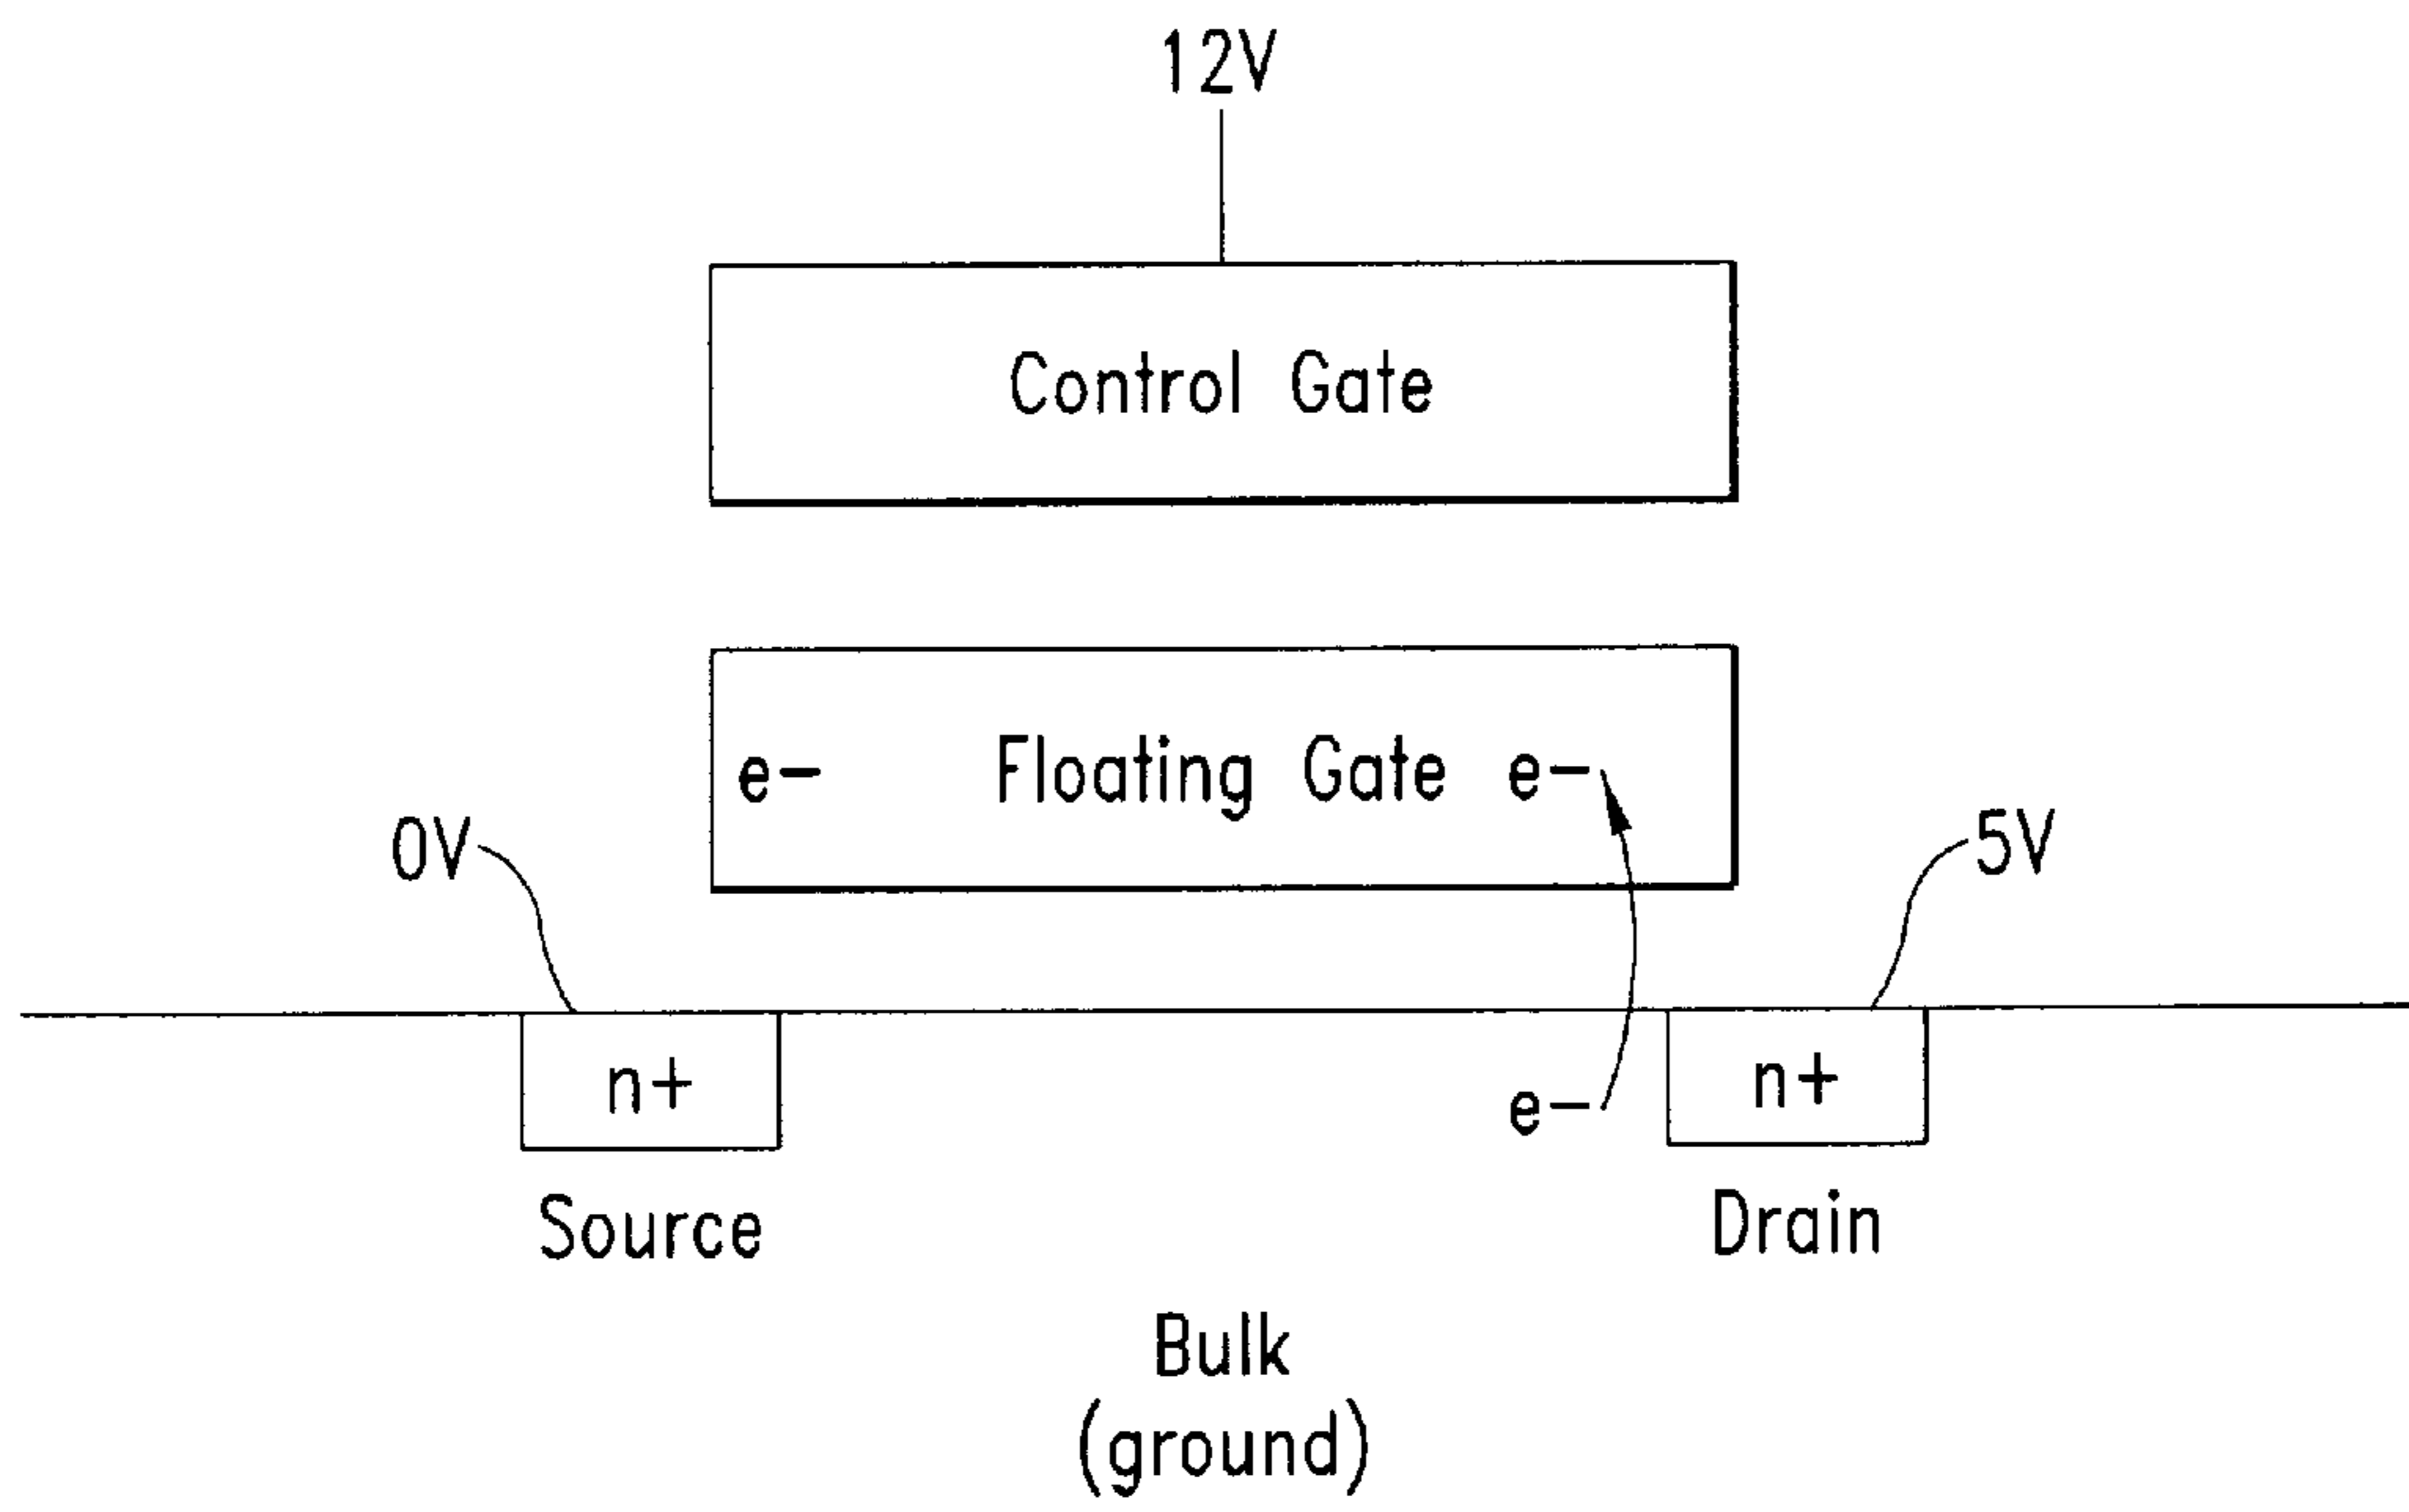 12V
Control Gate
e- Floating Gate e-
0V
5V
n+
n+
e-
Source
Drain
Bulk
(ground)